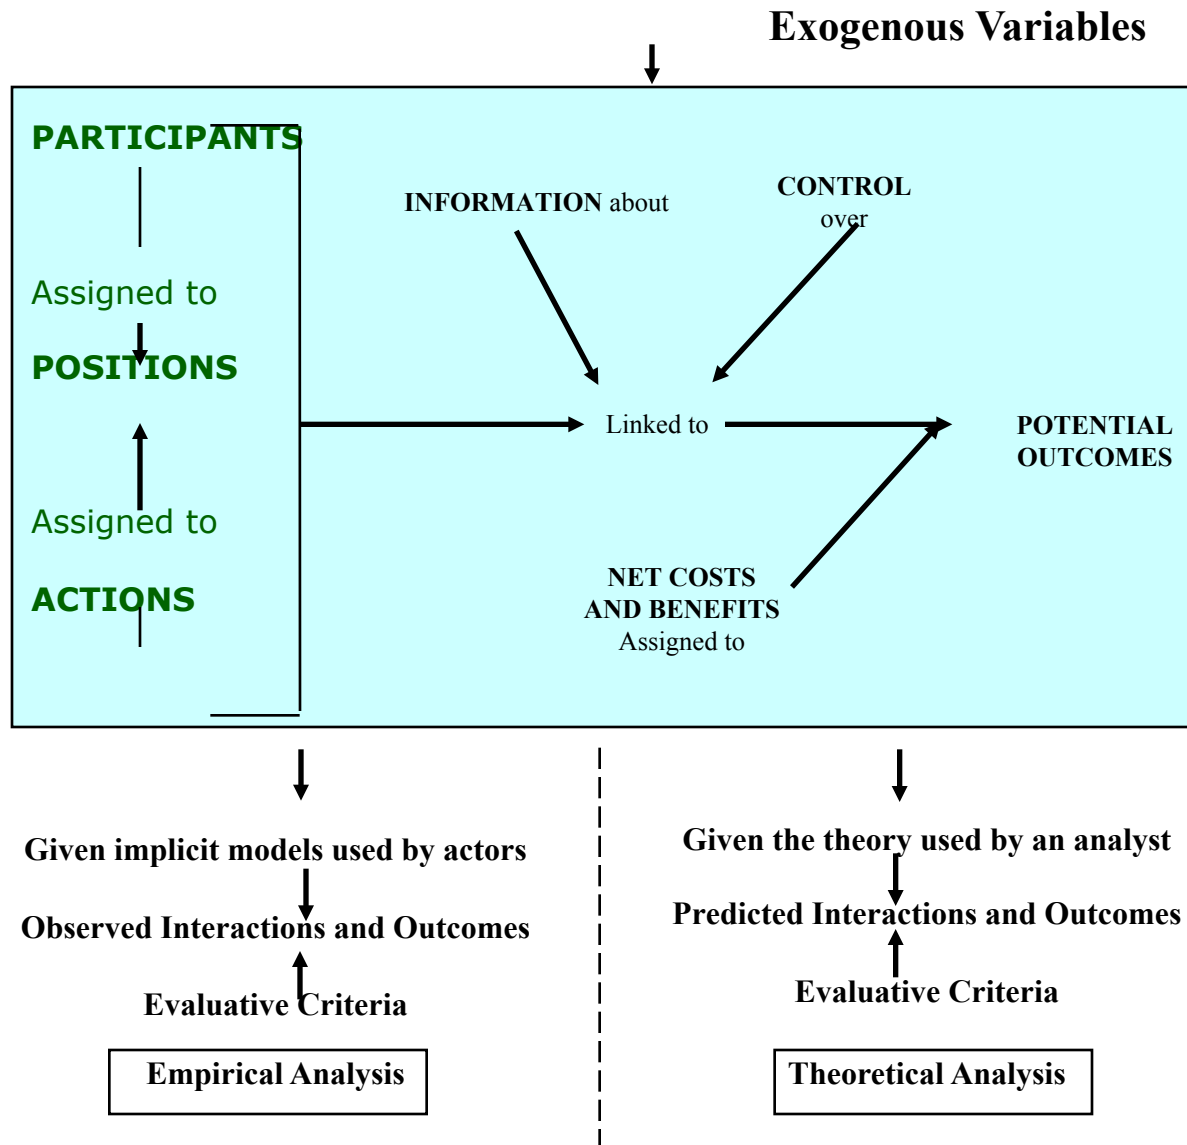 Exogenous Variables
PARTICIPANTS
INFORMATION about
CONTROL
over
Assigned to
POSITIONS
Linked to
POTENTIAL
OUTCOMES
Assigned to
ACTIONS
NET COSTS
AND BENEFITS
Assigned to
Given implicit models used by actors
Observed Interactions and Outcomes
Evaluative Criteria
Empirical Analysis
Given the theory used by an analyst
Predicted Interactions and Outcomes
Evaluative Criteria
Theoretical Analysis